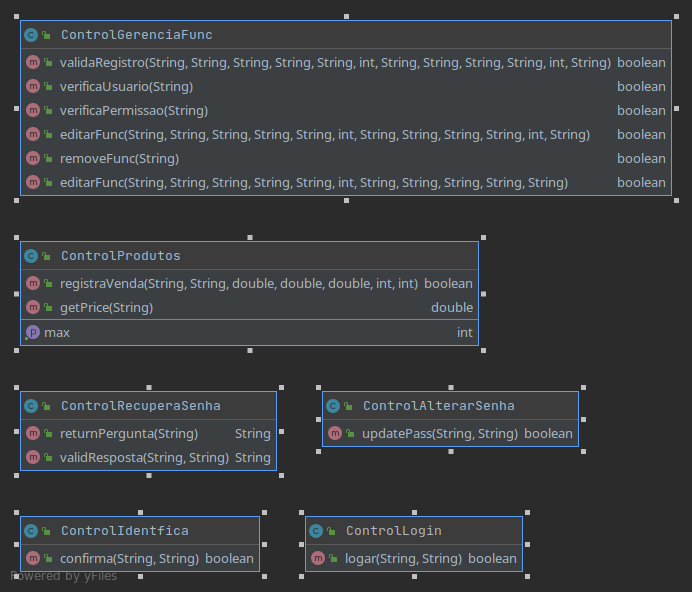 ControlGerenciaFunc
validaRegistro(String, String, String, String, String, int, String, String, String, String, int, String) boolean
verificaUsuario(String) boolean
verificaPermissao(String) boolean
editarFunc(String, String, String, String, String, int, String, String, String, String, int, String) boolean
removeFunc(String) boolean
editarFunc(String, String, String, String, String, int, String, String, String, String, String) boolean
ControlProdutos
registraVenda(String, String, double, double, double, int, int) boolean
getPrice(String) double
max int
ControlRecuperaSenha
returnPergunta(String) String
validResposta(String, String) String
ControlAlterarSenha
updatePass(String, String) boolean
ControlIdentfica
confirma(String, String) boolean
ControlLogin
logar(String, String) boolean
Powered by yFiles